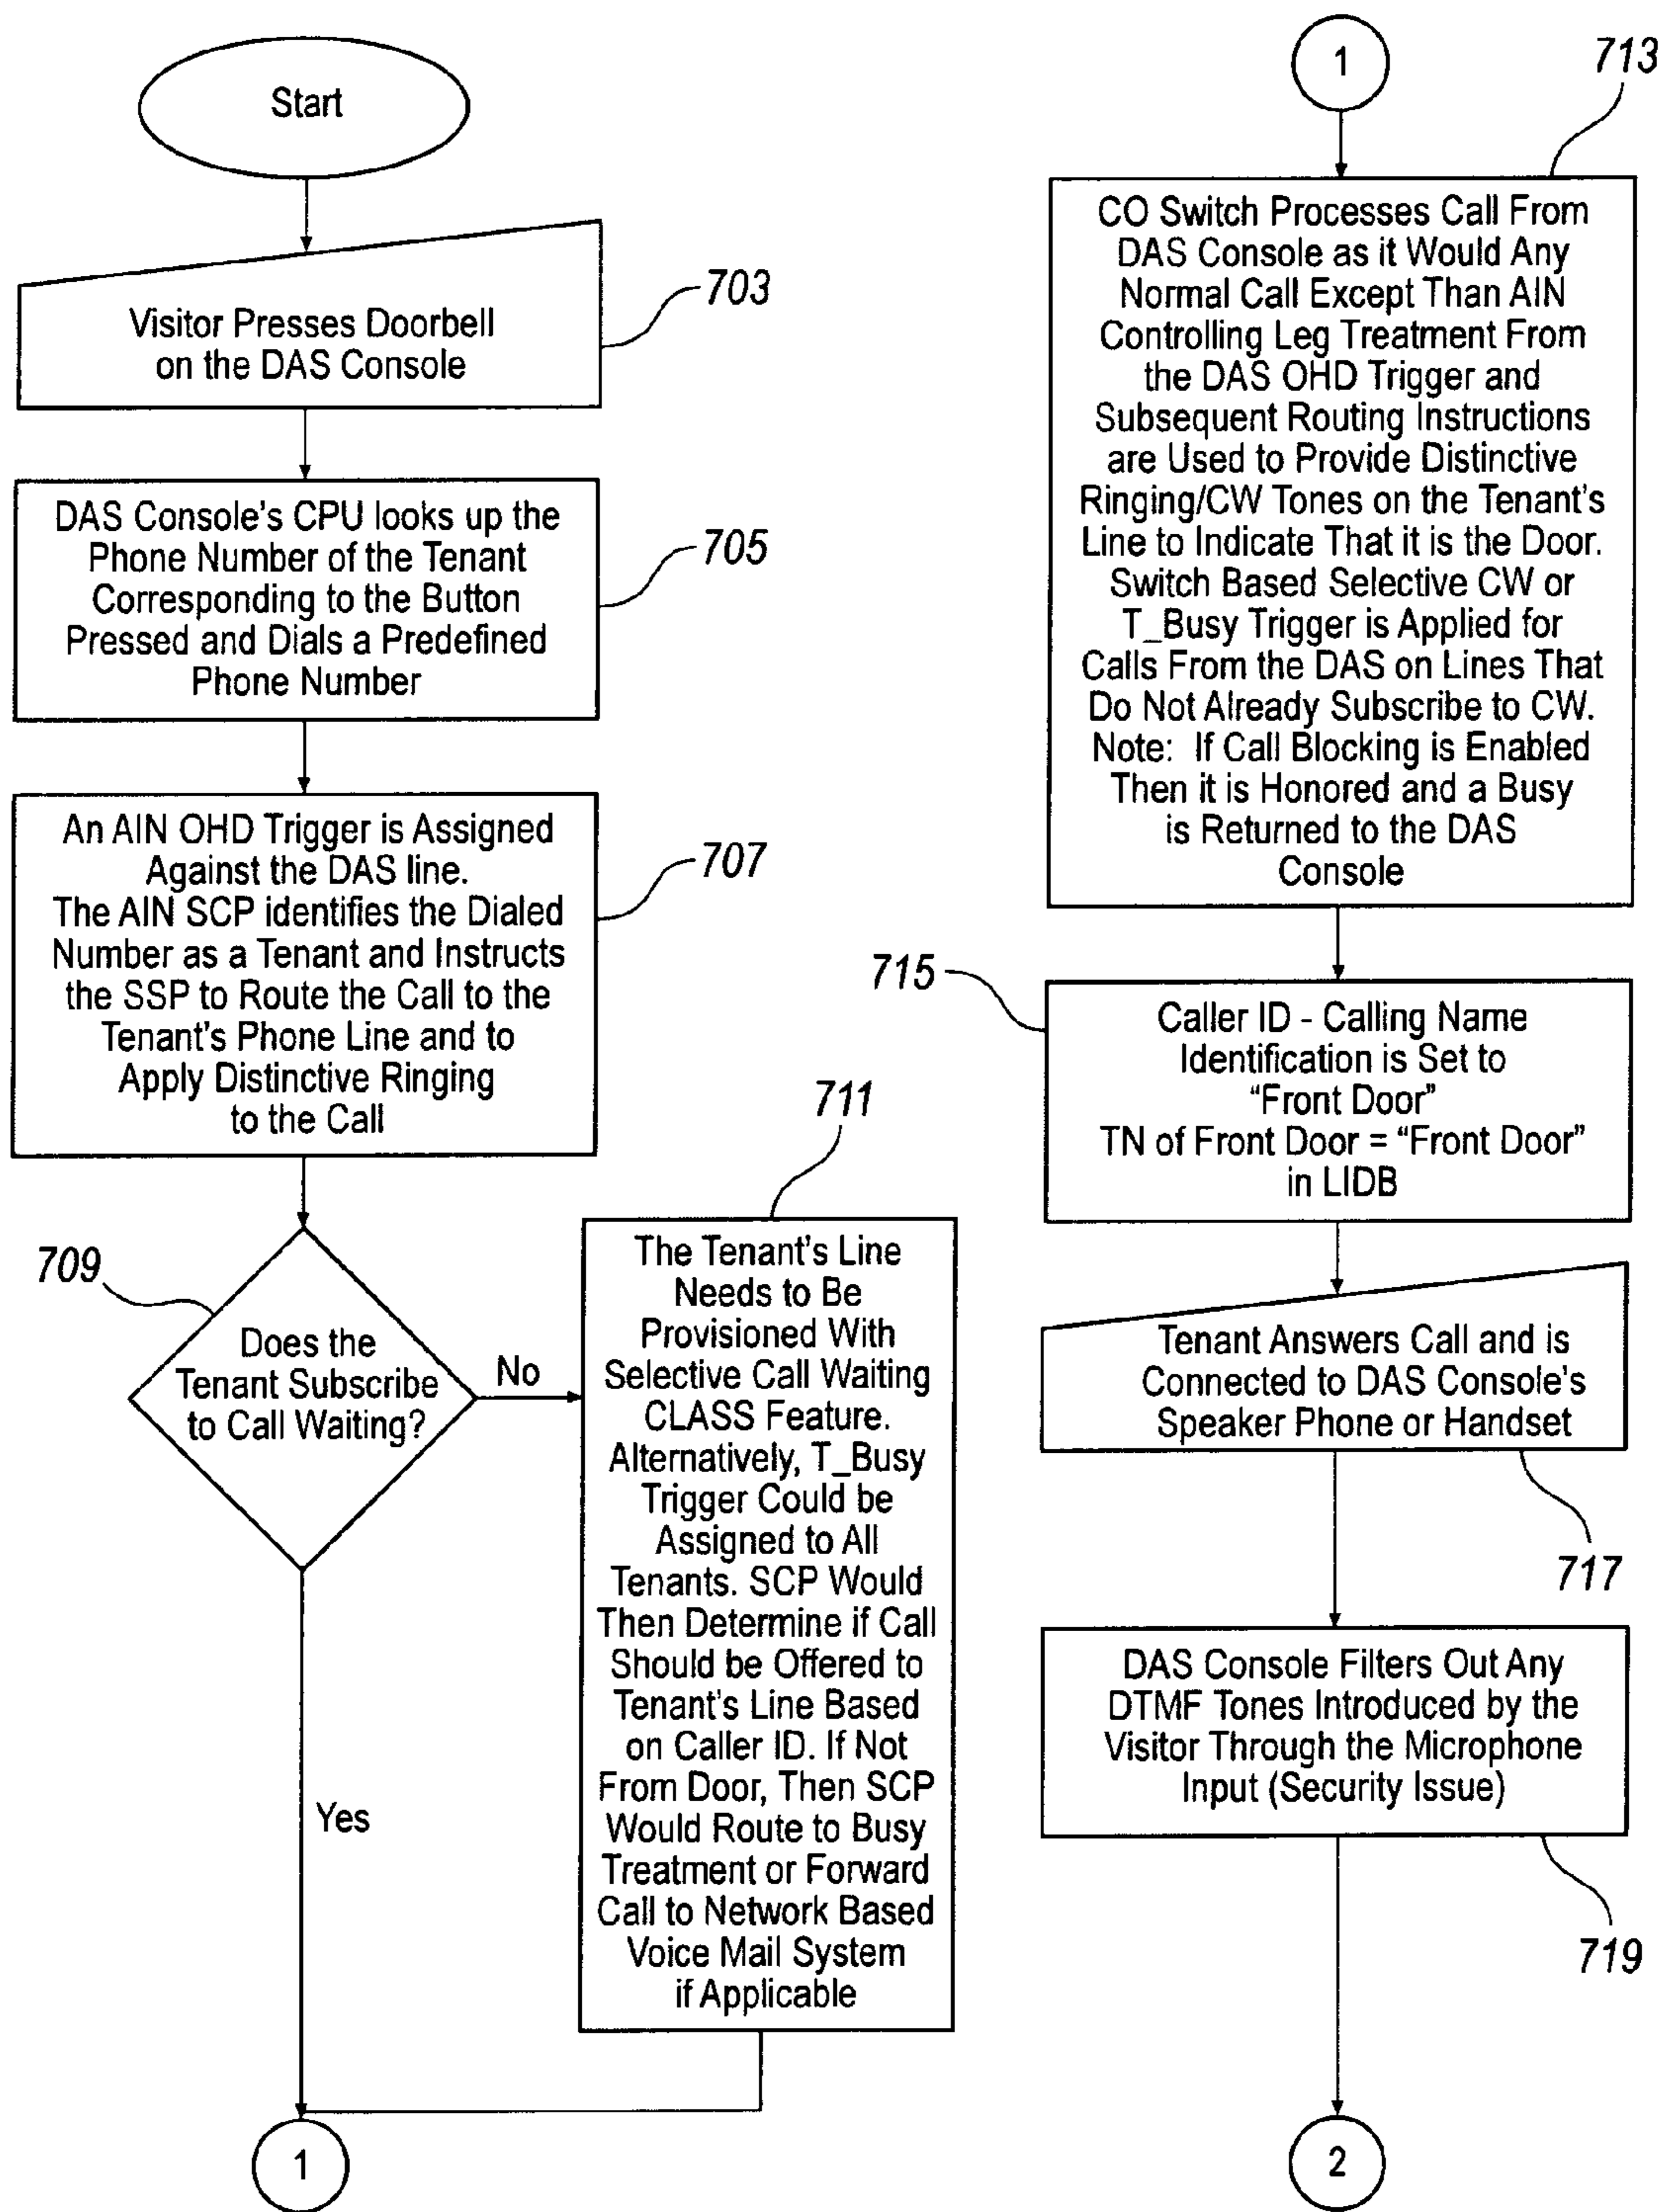 Start
Visitor Presses Doorbell
on the DAS Console
703
DAS Console's CPU looks up the
Phone Number of the Tenant
Corresponding to the Button
Pressed and Dials a Predefined
Phone Number
705
An AIN OHD Trigger is Assigned
Against the DAS line.
The AIN SCP identifies the Dialed
Number as a Tenant and Instructs
the SSP to Route the Call to the
Tenant's Phone Line and to
Apply Distinctive Ringing
to the Call
707
709
Does the
Tenant Subscribe
to Call Waiting?
No
Yes
711
The Tenant's Line
Needs to Be
Provisioned With
Selective Call Waiting
CLASS Feature.
Alternatively, T_Busy
Trigger Could be
Assigned to All
Tenants. SCP Would
Then Determine if Call
Should be Offered to
Tenant's Line Based
on Caller ID. If Not
From Door, Then SCP
Would Route to Busy
Treatment or Forward
Call to Network Based
Voice Mail System
if Applicable
1
1
713
CO Switch Processes Call From
DAS Console as it Would Any
Normal Call Except Than AIN
Controlling Leg Treatment From
the DAS OHD Trigger and
Subsequent Routing Instructions
are Used to Provide Distinctive
Ringing/CW Tones on the Tenant's
Line to Indicate That it is the Door.
Switch Based Selective CW or
T_Busy Trigger is Applied for
Calls From the DAS on Lines That
Do Not Already Subscribe to CW.
Note: If Call Blocking is Enabled
Then it is Honored and a Busy
is Returned to the DAS
Console
715
Caller ID - Calling Name
Identification is Set to
“Front Door”
TN of Front Door = “Front Door”
in LIDB
Tenant Answers Call and is
Connected to DAS Console's
Speaker Phone or Handset
717
DAS Console Filters Out Any
DTMF Tones Introduced by the
Visitor Through the Microphone
Input (Security Issue)
719
2